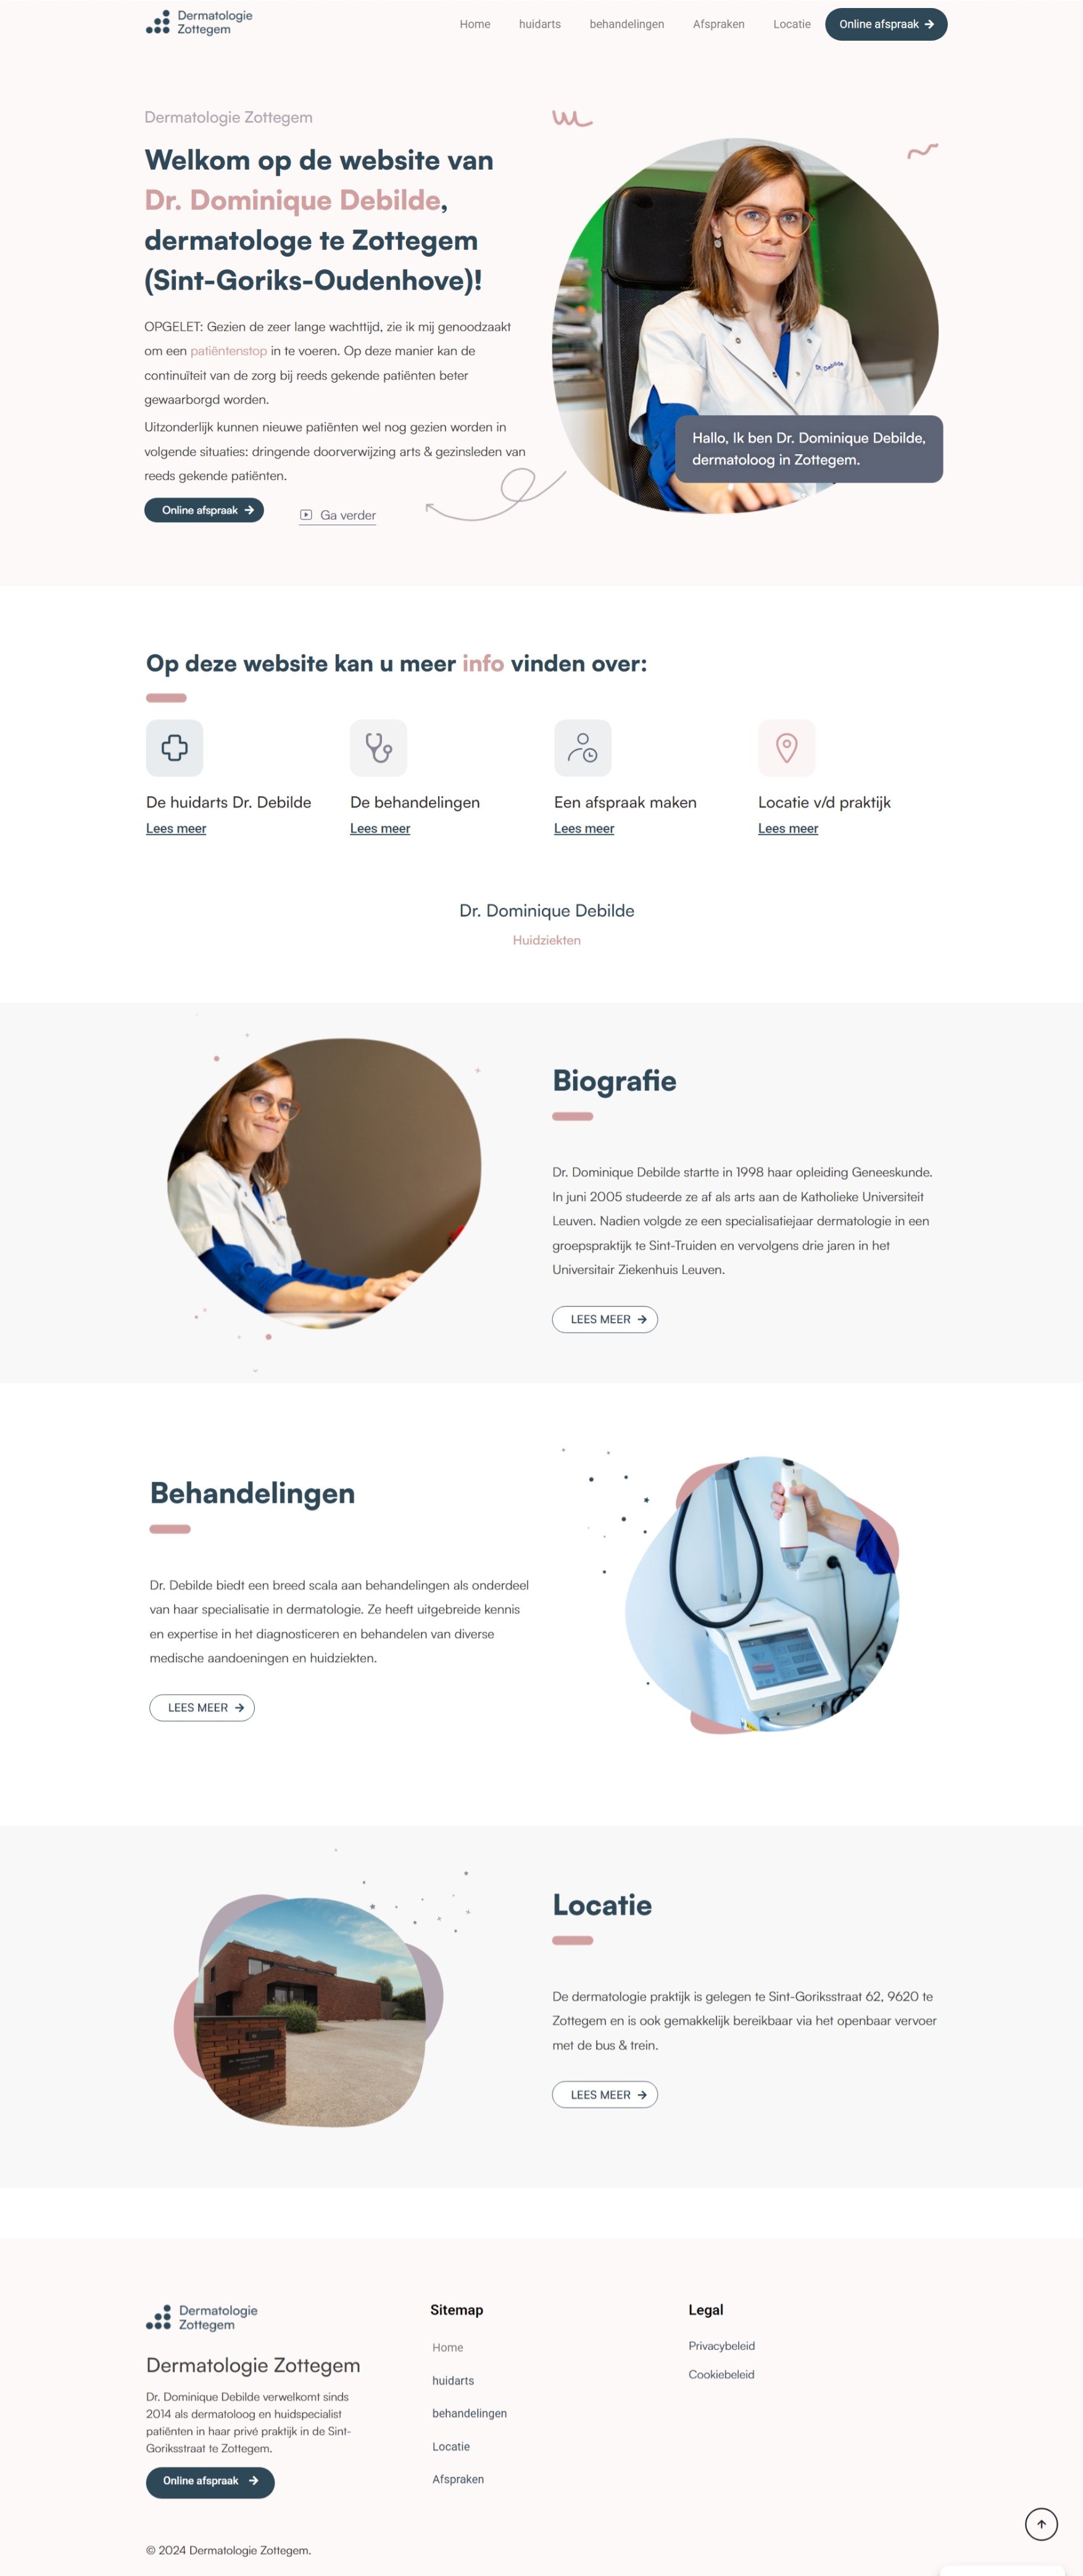 Dermatologie
Zottegem
Home
huidarts
behandelingen
Afspraken
Locatie
Online afspraak
Dermatologie Zottegem
Welkom op de website van
Dr. Dominique Debilde,
dermatologe te Zottegem
(Sint-Goriks-Oudenhove)!
OPGELET: Gezien de zeer lange wachttijd, zie ik mij genoodzaakt
om een patiëntenstop in te voeren. Op deze manier kan de
continuïteit van de zorg bij reeds gekende patiënten beter
gewaarborgd worden.
Uitzonderlijk kunnen nieuwe patiënten wel nog gezien worden in
volgende situaties: dringende doorverwijzing arts & gezinsleden van
reeds gekende patiënten.
Online afspraak
Ga verder
Dr. Debilde
Hallo, Ik ben Dr. Dominique Debilde,
dermatoloog in Zottegem.
Op deze website kan u meer info vinden over:
De huidarts Dr. Debilde
Lees meer
De behandelingen
Lees meer
Een afspraak maken
Lees meer
Locatie v/d praktijk
Lees meer
Dr. Dominique Debilde
Huidziekten
Biografie
Dr. Dominique Debilde startte in 1998 haar opleiding Geneeskunde.
In juni 2005 studeerde ze af als arts aan de Katholieke Universiteit
Leuven. Nadien volgde ze een specialisatiejaar dermatologie in een
groepspraktijk te Sint-Truiden en vervolgens drie jaren in het
Universitair Ziekenhuis Leuven.
LEES MEER
Behandelingen
Dr. Debilde biedt een breed scala aan behandelingen als onderdeel
van haar specialisatie in dermatologie. Ze heeft uitgebreide kennis
en expertise in het diagnosticeren en behandelen van diverse
medische aandoeningen en huidziekten.
LEES MEER
Locatie
De dermatologie praktijk is gelegen te Sint-Goriksstraat 62, 9620 te
Zottegem en is ook gemakkelijk bereikbaar via het openbaar vervoer
met de bus & trein.
LEES MEER
Dermatologie
Zottegem
Dermatologie Zottegem
Dr. Dominique Debilde verwelkomt sinds
2014 als dermatoloog en huidspecialist
patiënten in haar privé praktijk in de Sint-
Goriksstraat te Zottegem.
Online afspraak
Sitemap
Home
huidarts
behandelingen
Locatie
Afspraken
Legal
Privacybeleid
Cookiebeleid
© 2024 Dermatologie Zottegem.